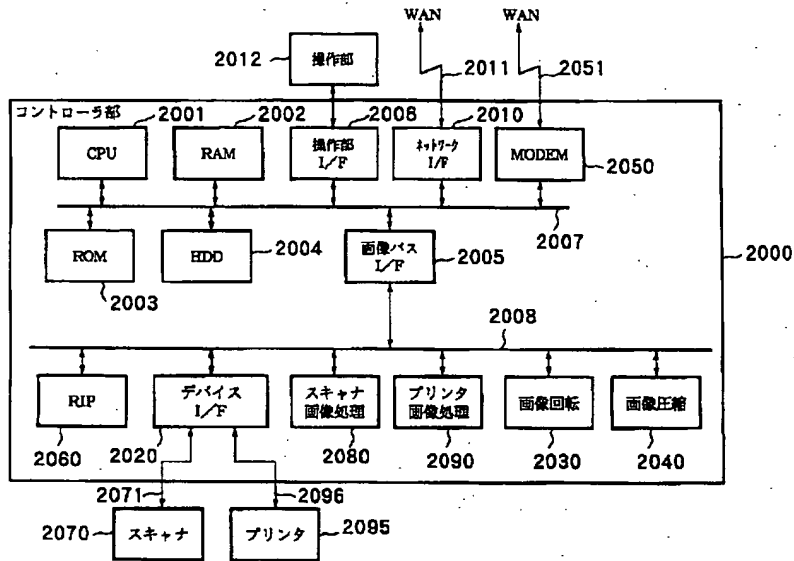 WAN WAN
2012 操作部 2011 2051
コントローラ部 2001 2002 2008 2010
CPU RAM 操作部 I/F ネットワーク I/F MODEM 2050
2007
ROM HDD 2004 画像バス I/F 2005 2000
2003
2008
RIP デバイス I/F スキャナ 画像処理 プリンタ 画像処理 画像回転 画像圧縮
2060 2020 2080 2090 2030 2040
2071 2096
2070 スキャナ プリンタ 2095